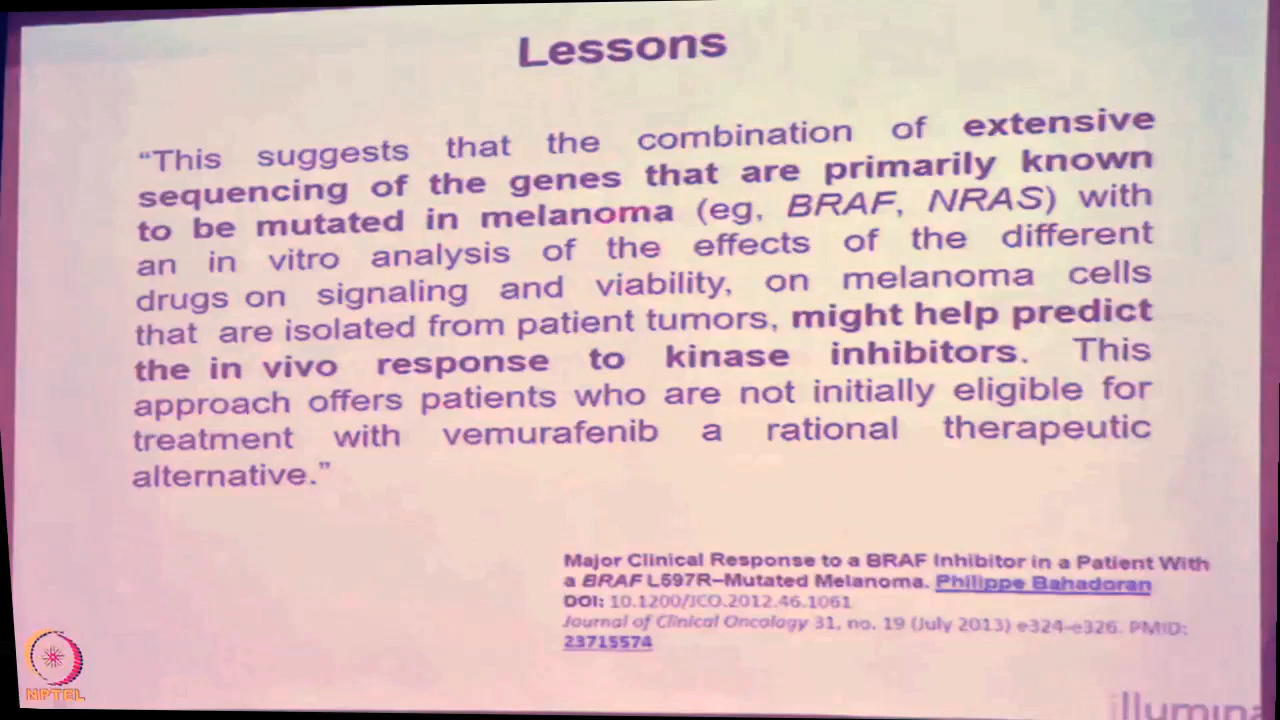 Lessons
“This suggests that the combination of extensive
sequencing of the genes that are primarily known
to be mutated in melanoma (eg, BRAF, NRAS) with
an in vitro analysis of the effects of the different
drugs on signaling and viability, on melanoma cells
that are isolated from patient tumors, might help predict
the in vivo response to kinase inhibitors. This
approach offers patients who are not initially eligible for
treatment with vemurafenib a rational therapeutic
alternative.”
Major Clinical Response to a BRAF Inhibitor in a Patient With
a BRAF L597R–Mutated Melanoma. Philippe Bahadoran
DOI: 10.1200/JCO.2012.46.1061
Journal of Clinical Oncology 31, no. 19 (July 2013) e324-e326. PMID:
23715574
NPTEL
illumina